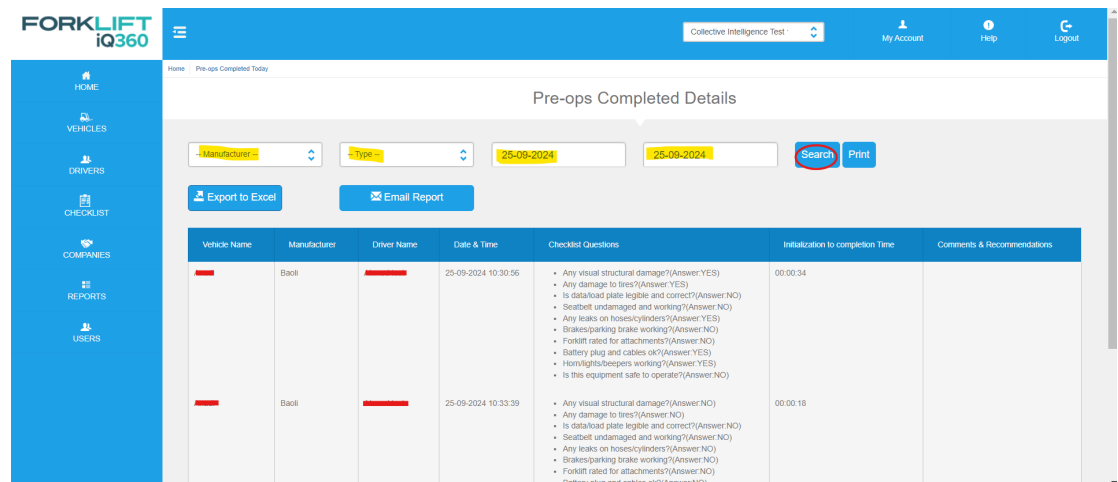 FORKLIFT
iQ360
Collective Intelligence Test
My Account
Help
Logout
HOME
VEHICLES
DRIVERS
CHECKLIST
COMPANIES
REPORTS
USERS
Home Pre-ops Completed Today
Pre-ops Completed Details
-- Manufacturer -- -- Type -- 25-09-2024 25-09-2024 Search Print
Export to Excel Email Report
Vehicle Name Manufacturer Driver Name Date & Time Checklist Questions Initialization to completion Time Comments & Recommendations
Baoli 25-09-2024 10:30:56 00:00:34
• Any visual structural damage?(Answer:YES)
• Any damage to tires?(Answer:YES)
• Is data/load plate legible and correct?(Answer:NO)
• Seatbelt undamaged and working?(Answer:NO)
• Any leaks on hoses/cylinders?(Answer:YES)
• Brakes/parking brake working?(Answer:NO)
• Forklift rated for attachments?(Answer:NO)
• Battery plug and cables ok?(Answer:YES)
• Horn/lights/beepers working?(Answer:YES)
• Is this equipment safe to operate?(Answer:NO)
Baoli 25-09-2024 10:33:39 00:00:18
• Any visual structural damage?(Answer:NO)
• Any damage to tires?(Answer:NO)
• Is data/load plate legible and correct?(Answer:NO)
• Seatbelt undamaged and working?(Answer:NO)
• Any leaks on hoses/cylinders?(Answer:NO)
• Brakes/parking brake working?(Answer:NO)
• Forklift rated for attachments?(Answer:NO)